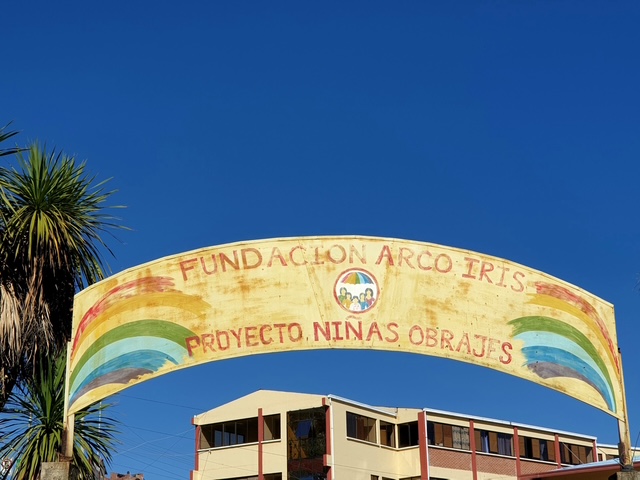 FUNDACION ARCO IRIS
PROYECTO NIÑAS OBRAJES